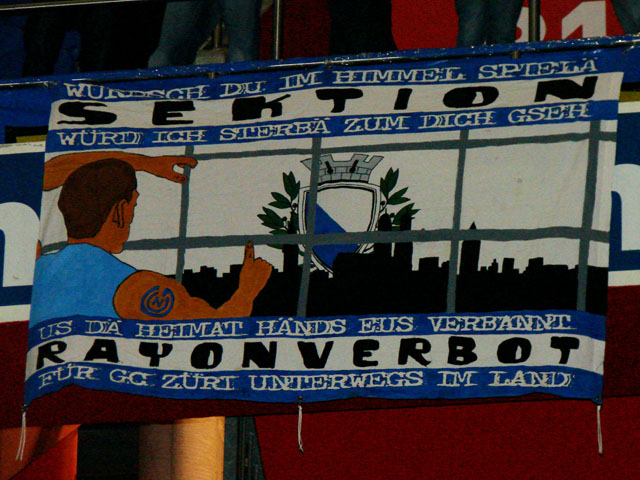 WURDSCH DU IM HIMMEL SPIELÄ
SEKTION
WÜRD ICH STERBÄ ZUM DICH GSEH
US DÄ HEIMAT HÄNDS EUS VERBANNT
RAYONVERBOT
FÜR GC ZÜRI UNTERWEGS IM LAND